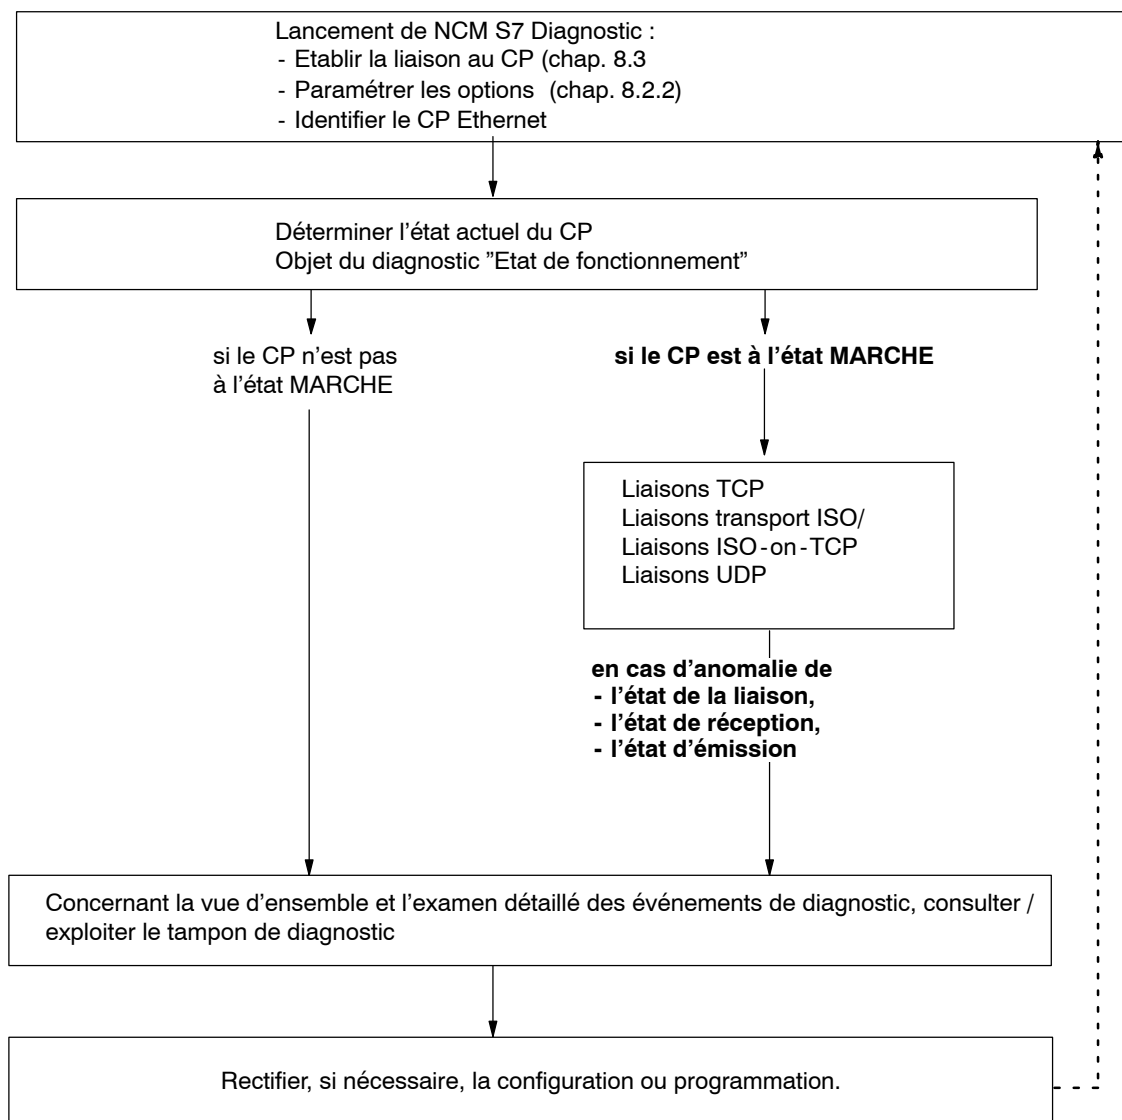 Lancement de NCM S7 Diagnostic :
- Etablir la liaison au CP (chap. 8.3
- Paramétrer les options (chap. 8.2.2)
- Identifier le CP Ethernet
Déterminer l'état actuel du CP
Objet du diagnostic ”Etat de fonctionnement”
si le CP n'est pas
à l'état MARCHE
si le CP est à l'état MARCHE
Liaisons TCP
Liaisons transport ISO/
Liaisons ISO-on-TCP
Liaisons UDP
en cas d'anomalie de
- l'état de la liaison,
- l'état de réception,
- l'état d'émission
Concernant la vue d'ensemble et l'examen détaillé des événements de diagnostic, consulter /
exploiter le tampon de diagnostic
Rectifier, si nécessaire, la configuration ou programmation.